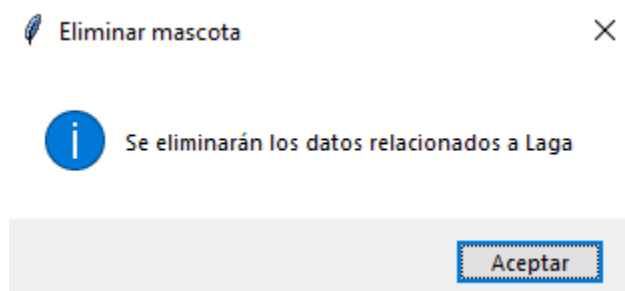 Eliminar mascota
Se eliminarán los datos relacionados a Laga
Aceptar